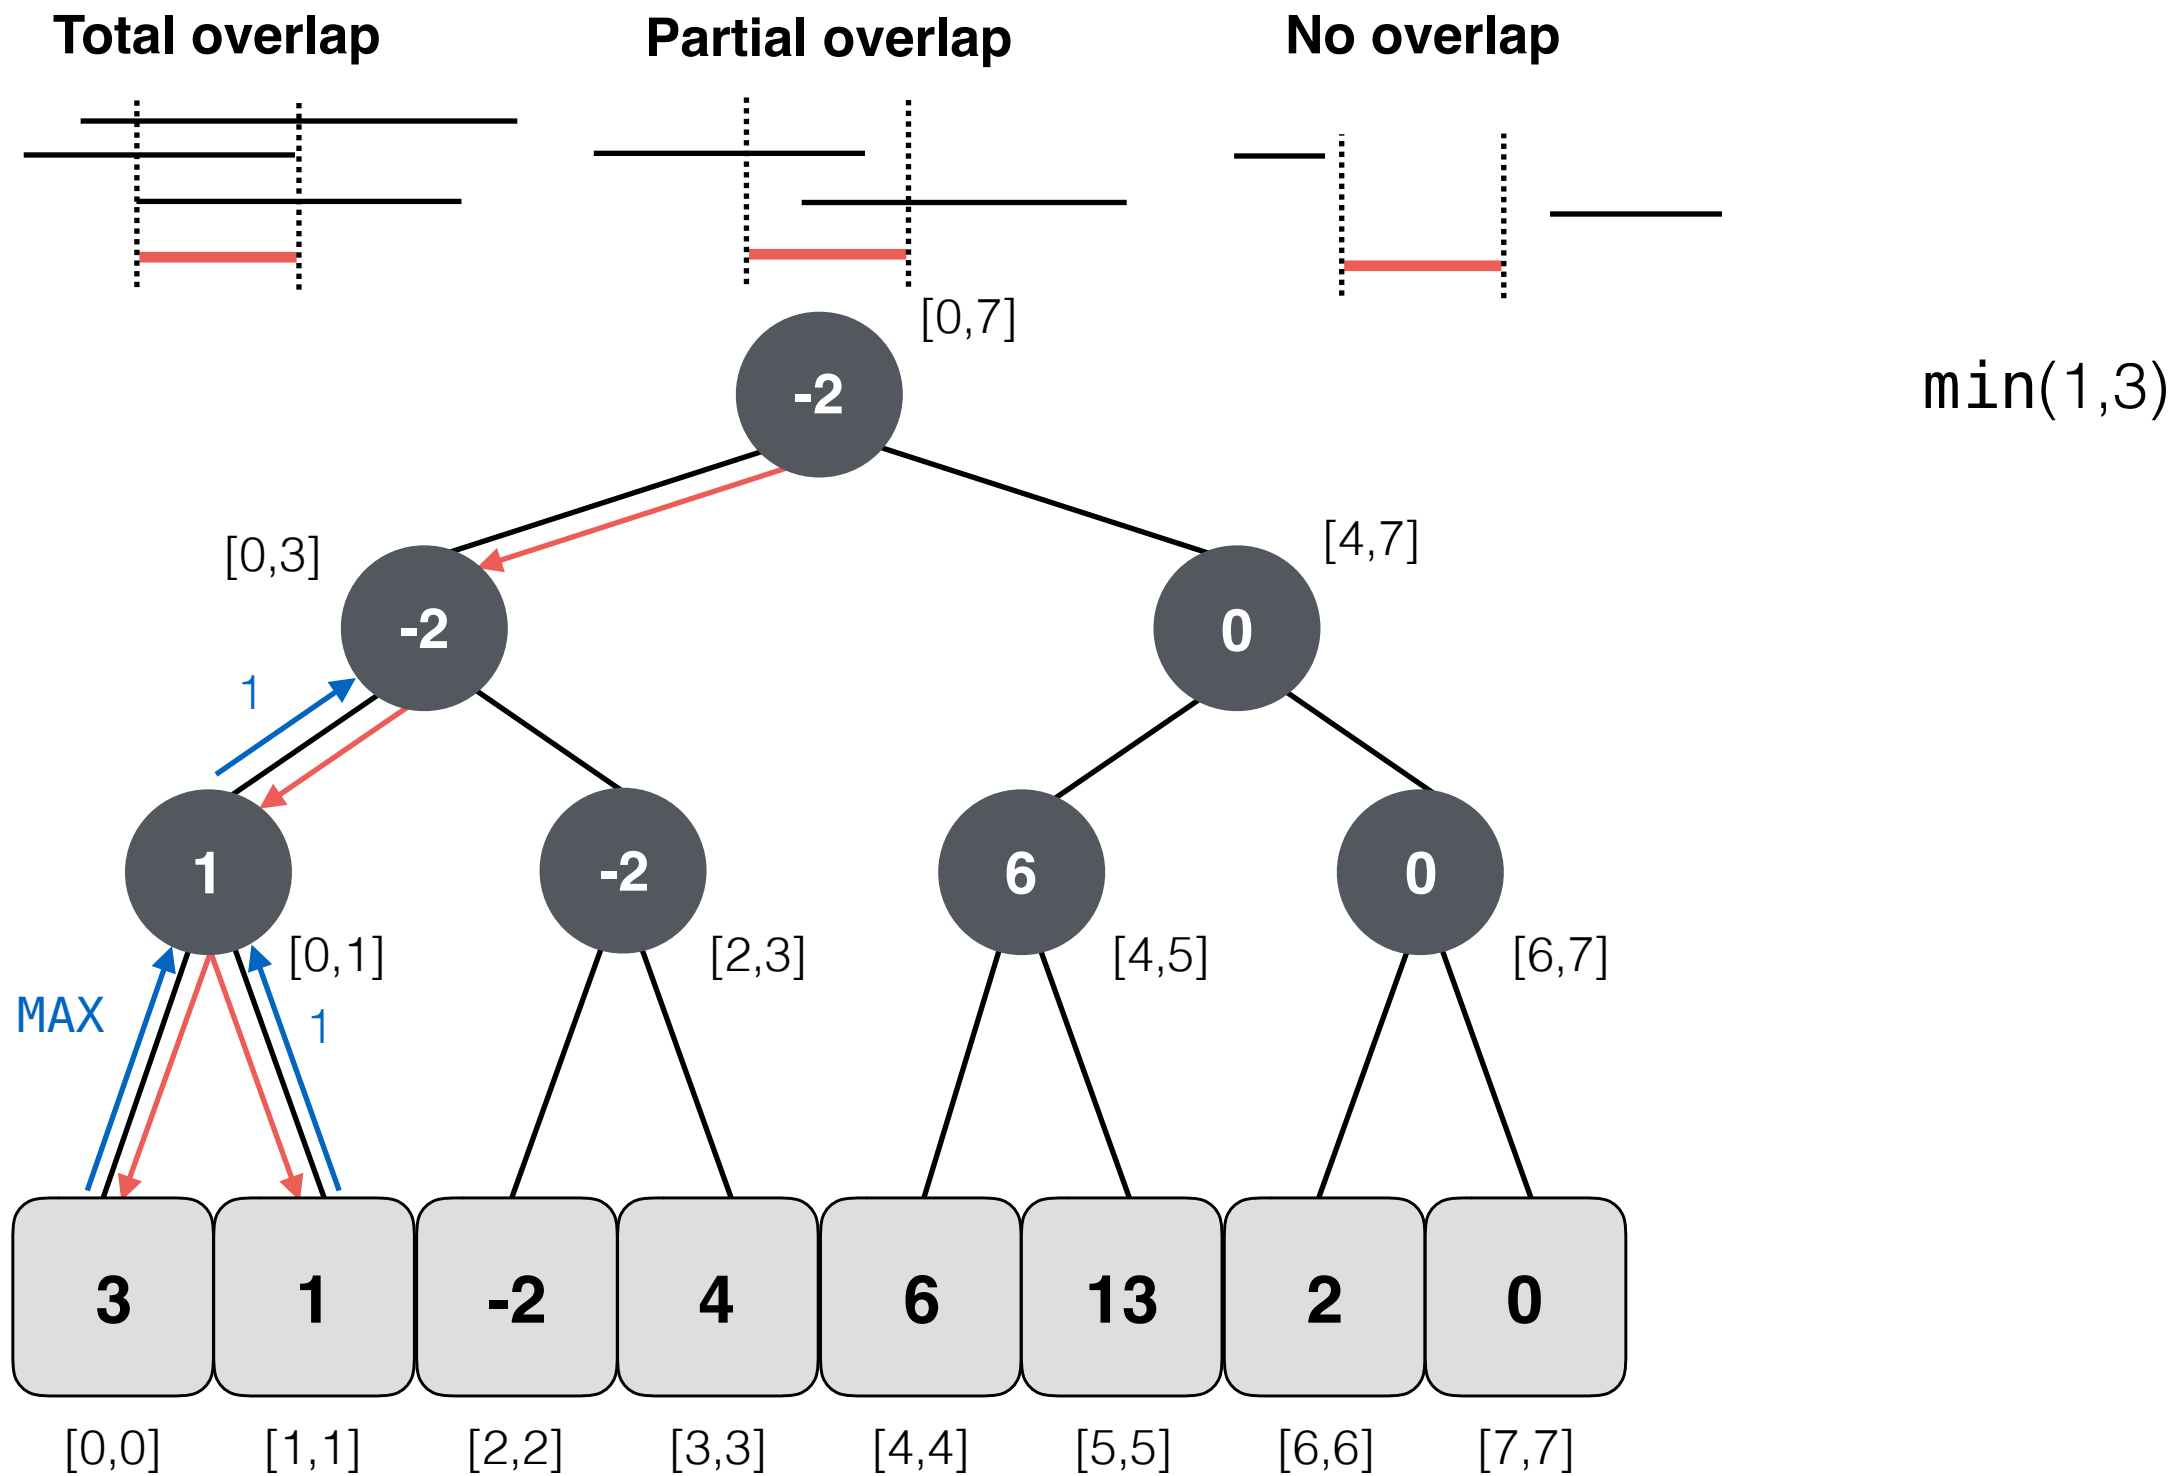 Total overlap Partial overlap No overlap
[0,7]
-2
min(1,3)
[0,3] [4,7]
-2 0
1
1 -2 6 0
[0,1] [2,3] [4,5] [6,7]
MAX 1
3 1 -2 4 6 13 2 0
[0,0] [1,1] [2,2] [3,3] [4,4] [5,5] [6,6] [7,7]